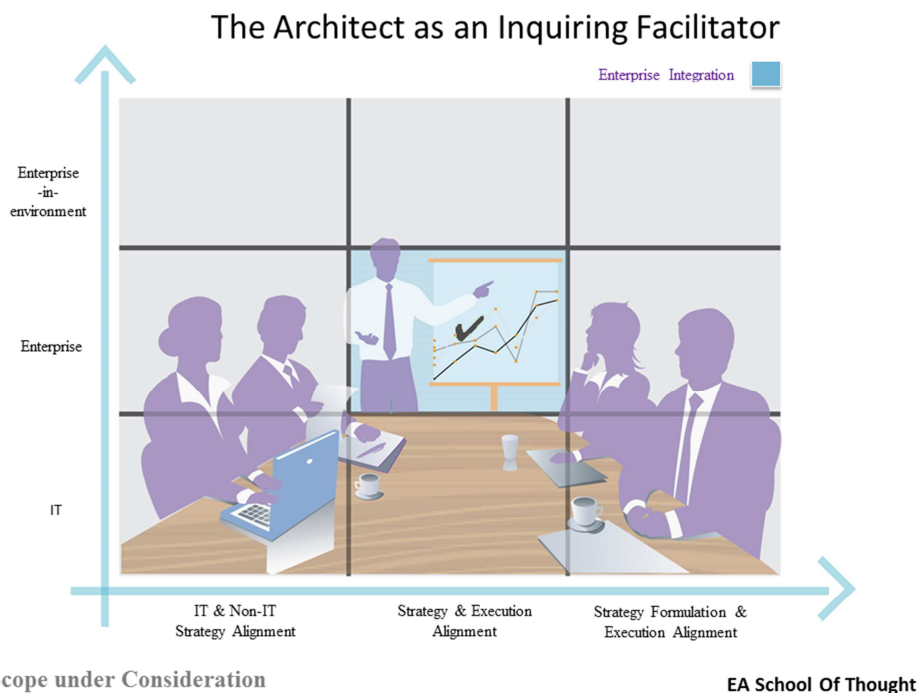 The Architect as an Inquiring Facilitator
Enterprise Integration
Enterprise
-in-
environment
Enterprise
IT
IT & Non-IT
Strategy Alignment
Strategy & Execution
Alignment
Strategy Formulation &
Execution Alignment
cope under Consideration
EA School Of Thought